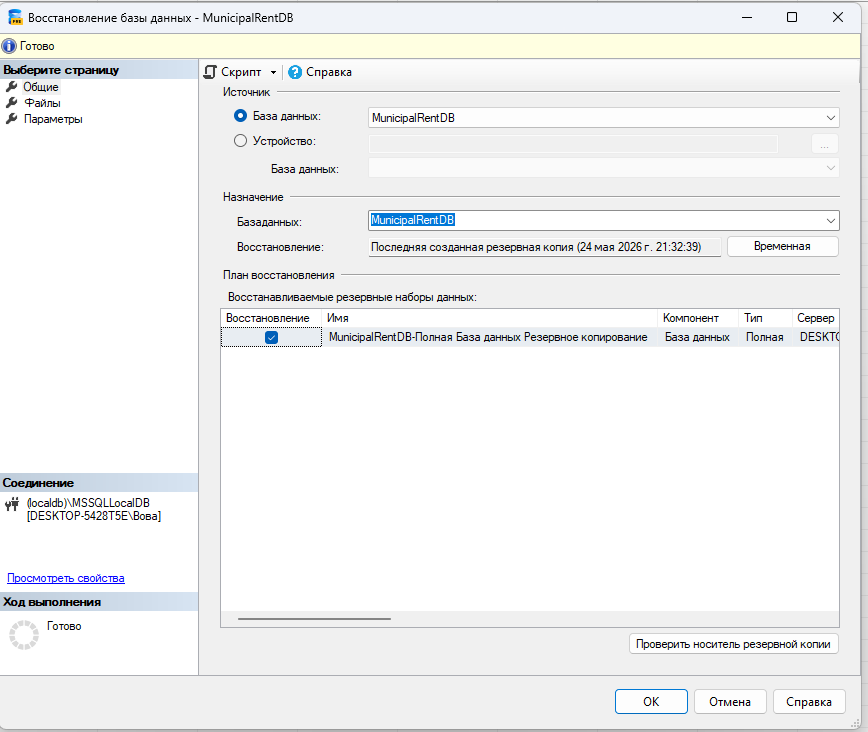 Восстановление базы данных - MunicipalRentDB
Готово
Выберите страницу
Общие
Файлы
Параметры
Скрипт
Справка
Источник
База данных:
MunicipalRentDB
Устройство:
...
База данных:
Назначение
Базаданных:
MunicipalRentDB
Восстановление:
Последняя созданная резервная копия (24 мая 2026 г. 21:32:39)
Временная
План восстановления
Восстанавливаемые резервные наборы данных:
Восстановление Имя Компонент Тип Сервер
MunicipalRentDB-Полная База данных Резервное копирование База данных Полная DESKTO
Соединение
(localdb)\MSSQLLocalDB
[DESKTOP-5428T5E\Вова]
Просмотреть свойства
Ход выполнения
Готово
Проверить носитель резервной копии
OK
Отмена
Справка